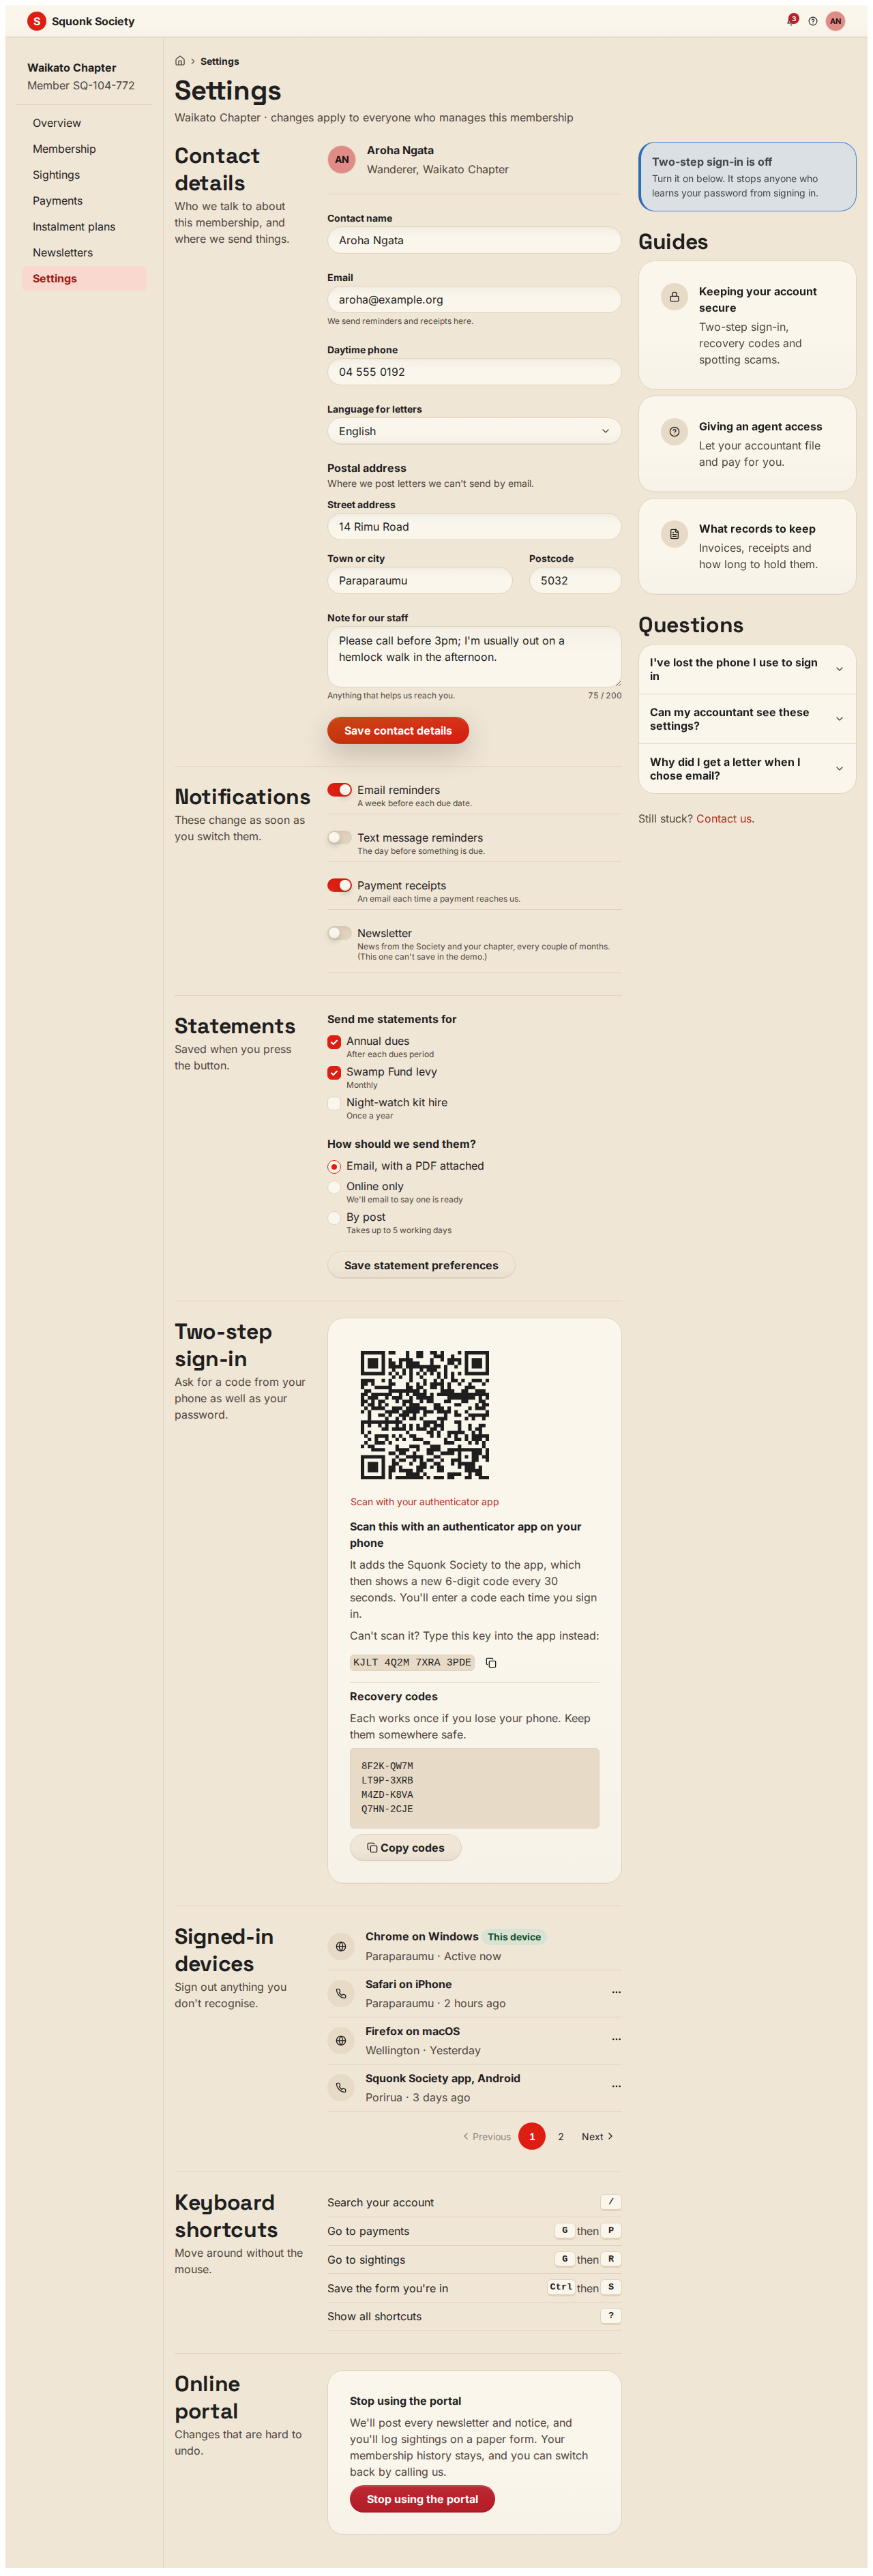 S Squonk Society
3
AN
Waikato Chapter
Member SQ-104-772
Overview
Membership
Sightings
Payments
Instalment plans
Newsletters
Settings
Settings
Settings
Waikato Chapter · changes apply to everyone who manages this membership
Contact
details
Who we talk to about
this membership, and
where we send things.
AN
Aroha Ngata
Wanderer, Waikato Chapter
Contact name
Aroha Ngata
Email
aroha@example.org
We send reminders and receipts here.
Daytime phone
04 555 0192
Language for letters
English
Postal address
Where we post letters we can't send by email.
Street address
14 Rimu Road
Town or city
Postcode
Paraparaumu
5032
Note for our staff
Please call before 3pm; I'm usually out on a
hemlock walk in the afternoon.
Anything that helps us reach you.
75 / 200
Save contact details
Notifications
These change as soon as
you switch them.
Email reminders
A week before each due date.
Text message reminders
The day before something is due.
Payment receipts
An email each time a payment reaches us.
Newsletter
News from the Society and your chapter, every couple of months.
(This one can't save in the demo.)
Statements
Saved when you press
the button.
Send me statements for
Annual dues
After each dues period
Swamp Fund levy
Monthly
Night-watch kit hire
Once a year
How should we send them?
Email, with a PDF attached
Online only
We'll email to say one is ready
By post
Takes up to 5 working days
Save statement preferences
Two-step
sign-in
Ask for a code from your
phone as well as your
password.
Scan with your authenticator app
Scan this with an authenticator app on your
phone
It adds the Squonk Society to the app, which
then shows a new 6-digit code every 30
seconds. You'll enter a code each time you sign
in.
Can't scan it? Type this key into the app instead:
KJLT 4Q2M 7XRA 3PDE
Recovery codes
Each works once if you lose your phone. Keep
them somewhere safe.
8F2K-QW7M
LT9P-3XRB
M4ZD-K8VA
Q7HN-2CJE
Copy codes
Signed-in
devices
Sign out anything you
don't recognise.
Chrome on Windows This device
Paraparaumu · Active now
Safari on iPhone
Paraparaumu · 2 hours ago
Firefox on macOS
Wellington · Yesterday
Squonk Society app, Android
Porirua · 3 days ago
Previous 1 2 Next
Keyboard
shortcuts
Move around without the
mouse.
Search your account
/
Go to payments
G then P
Go to sightings
G then R
Save the form you're in
Ctrl then S
Show all shortcuts
?
Online
portal
Changes that are hard to
undo.
Stop using the portal
We'll post every newsletter and notice, and
you'll log sightings on a paper form. Your
membership history stays, and you can switch
back by calling us.
Stop using the portal
Two-step sign-in is off
Turn it on below. It stops anyone who
learns your password from signing in.
Guides
Keeping your account
secure
Two-step sign-in,
recovery codes and
spotting scams.
Giving an agent access
Let your accountant file
and pay for you.
What records to keep
Invoices, receipts and
how long to hold them.
Questions
I've lost the phone I use to sign
in
Can my accountant see these
settings?
Why did I get a letter when I
chose email?
Still stuck? Contact us.